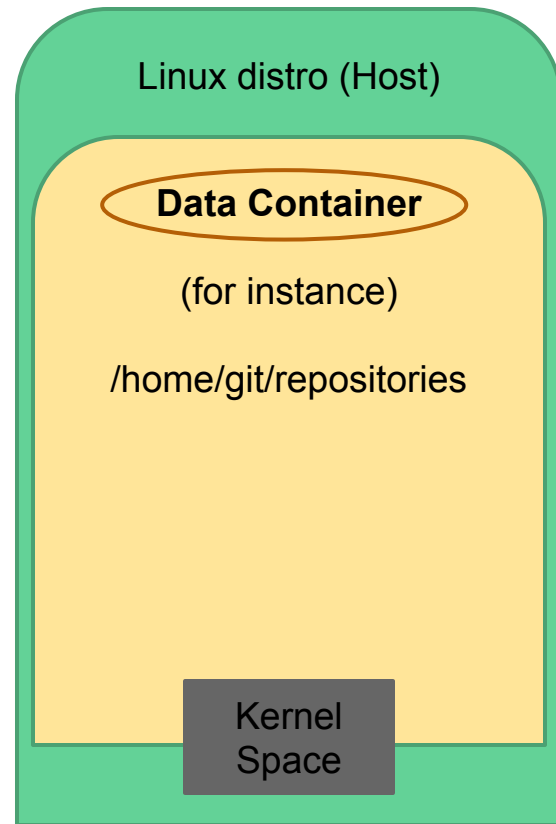 Linux distro (Host)
Data Container
(for instance)
/home/git/repositories
Kernel
Space